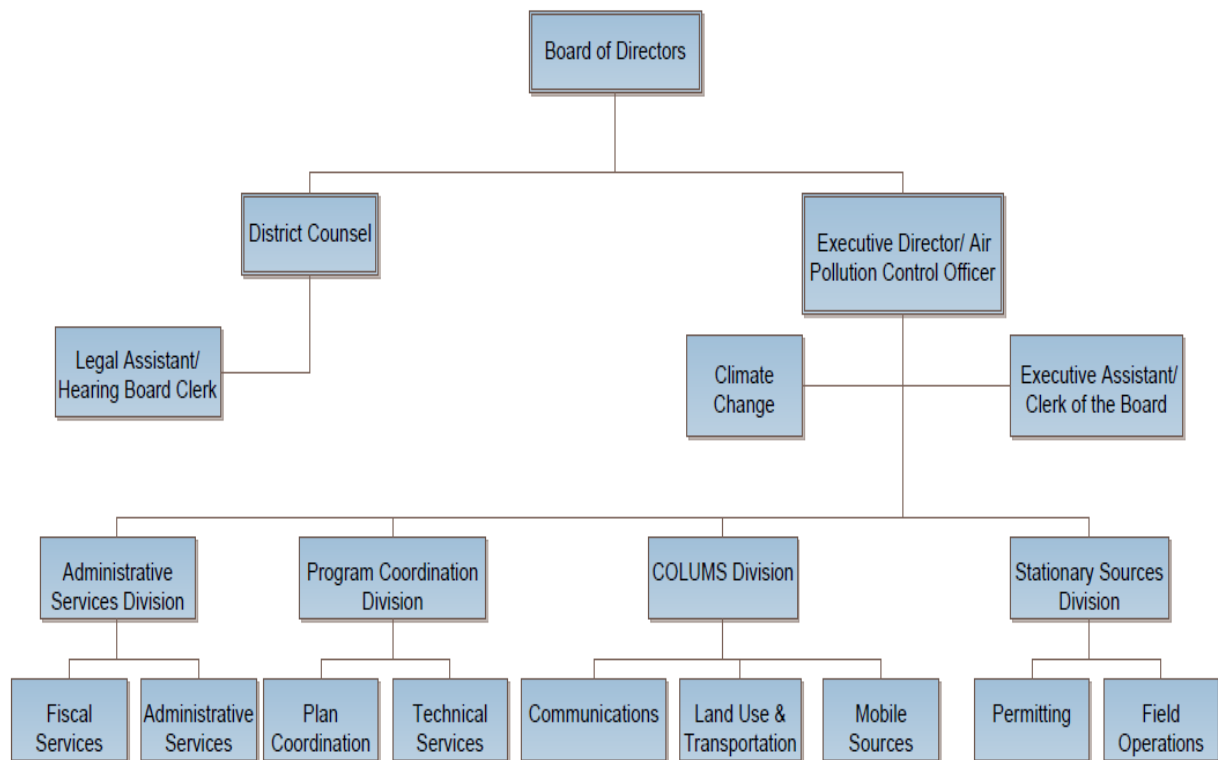 Board of Directors
District Counsel
Executive Director/ Air
Pollution Control Officer
Legal Assistant/
Hearing Board Clerk
Climate
Change
Executive Assistant/
Clerk of the Board
Administrative
Services Division
Program Coordination
Division
COLUMS Division
Stationary Sources
Division
Fiscal
Services
Administrative
Services
Plan
Coordination
Technical
Services
Communications
Land Use &
Transportation
Mobile
Sources
Permitting
Field
Operations